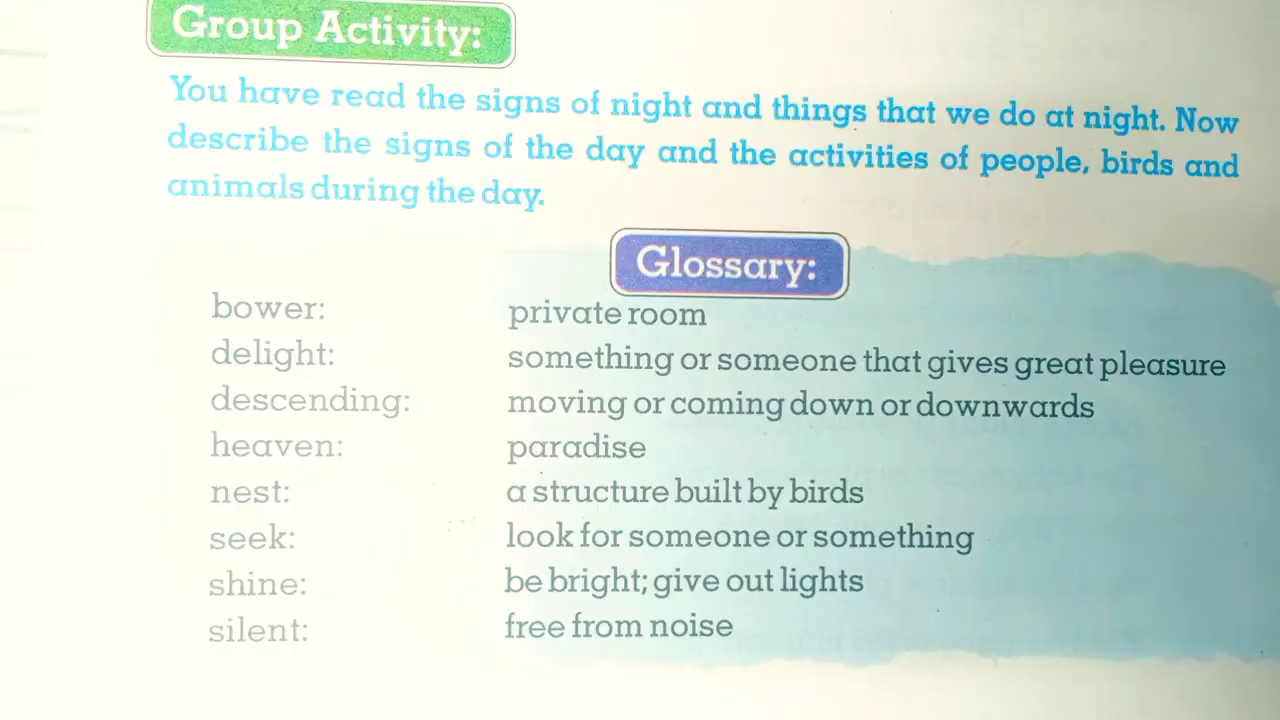 Group Activity:
You have read the signs of night and things that we do at night. Now
describe the signs of the day and the activities of people, birds and
animals during the day.
Glossary:
bower: private room
delight: something or someone that gives great pleasure
descending: moving or coming down or downwards
heaven: paradise
nest: a structure built by birds
seek: look for someone or something
shine: be bright; give out lights
silent: free from noise